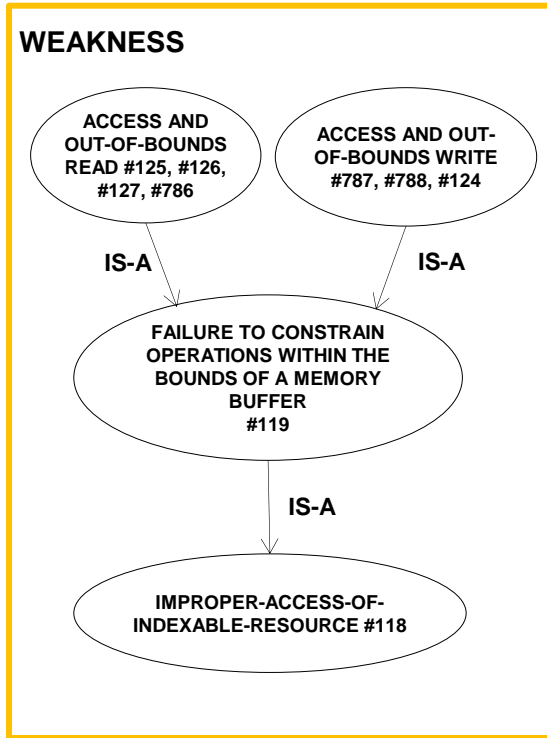 WEAKNESS
ACCESS AND
OUT-OF-BOUNDS
READ #125, #126,
#127, #786
ACCESS AND OUT-
OF-BOUNDS WRITE
#787, #788, #124
IS-A
IS-A
FAILURE TO CONSTRAIN
OPERATIONS WITHIN THE
BOUNDS OF A MEMORY
BUFFER
#119
IS-A
IMPROPER-ACCESS-OF-
INDEXABLE-RESOURCE #118